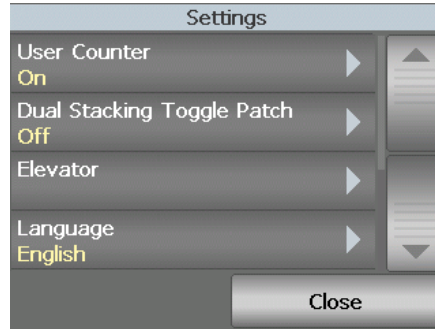 Settings
User Counter
On
Dual Stacking Toggle Patch
Off
Elevator
Language
English
Close